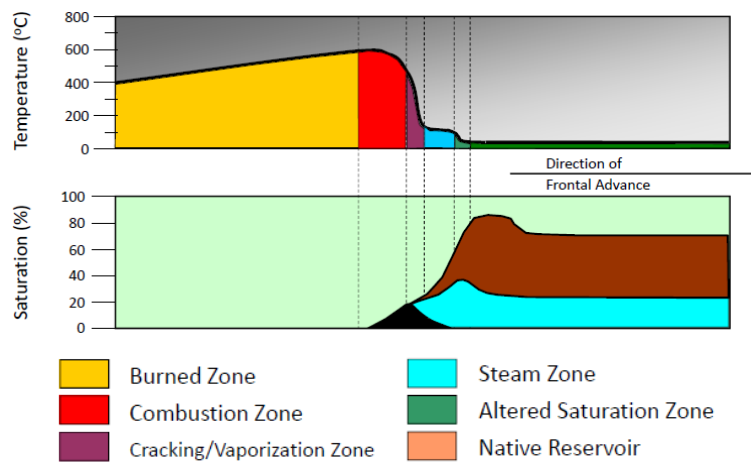 Temperature (°C)
800
600
400
200
0
Direction of
Frontal Advance
Saturation (%)
100
80
60
40
20
0
Burned Zone
Steam Zone
Combustion Zone
Altered Saturation Zone
Cracking/Vaporization Zone
Native Reservoir